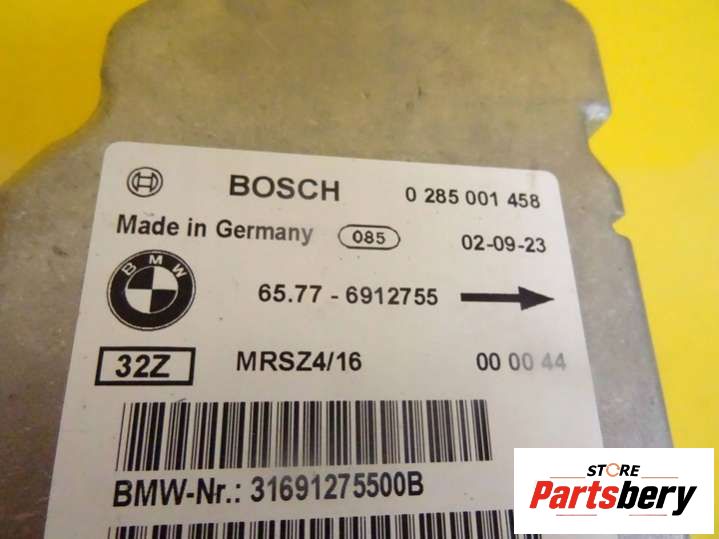 BOSCH 0 285 001 458
Made in Germany 085 02-09-23
BMW
65.77 - 6912755
32Z MRSZ4/16 00 00 44
BMW-Nr.: 31691275500B
STORE
Partsbery